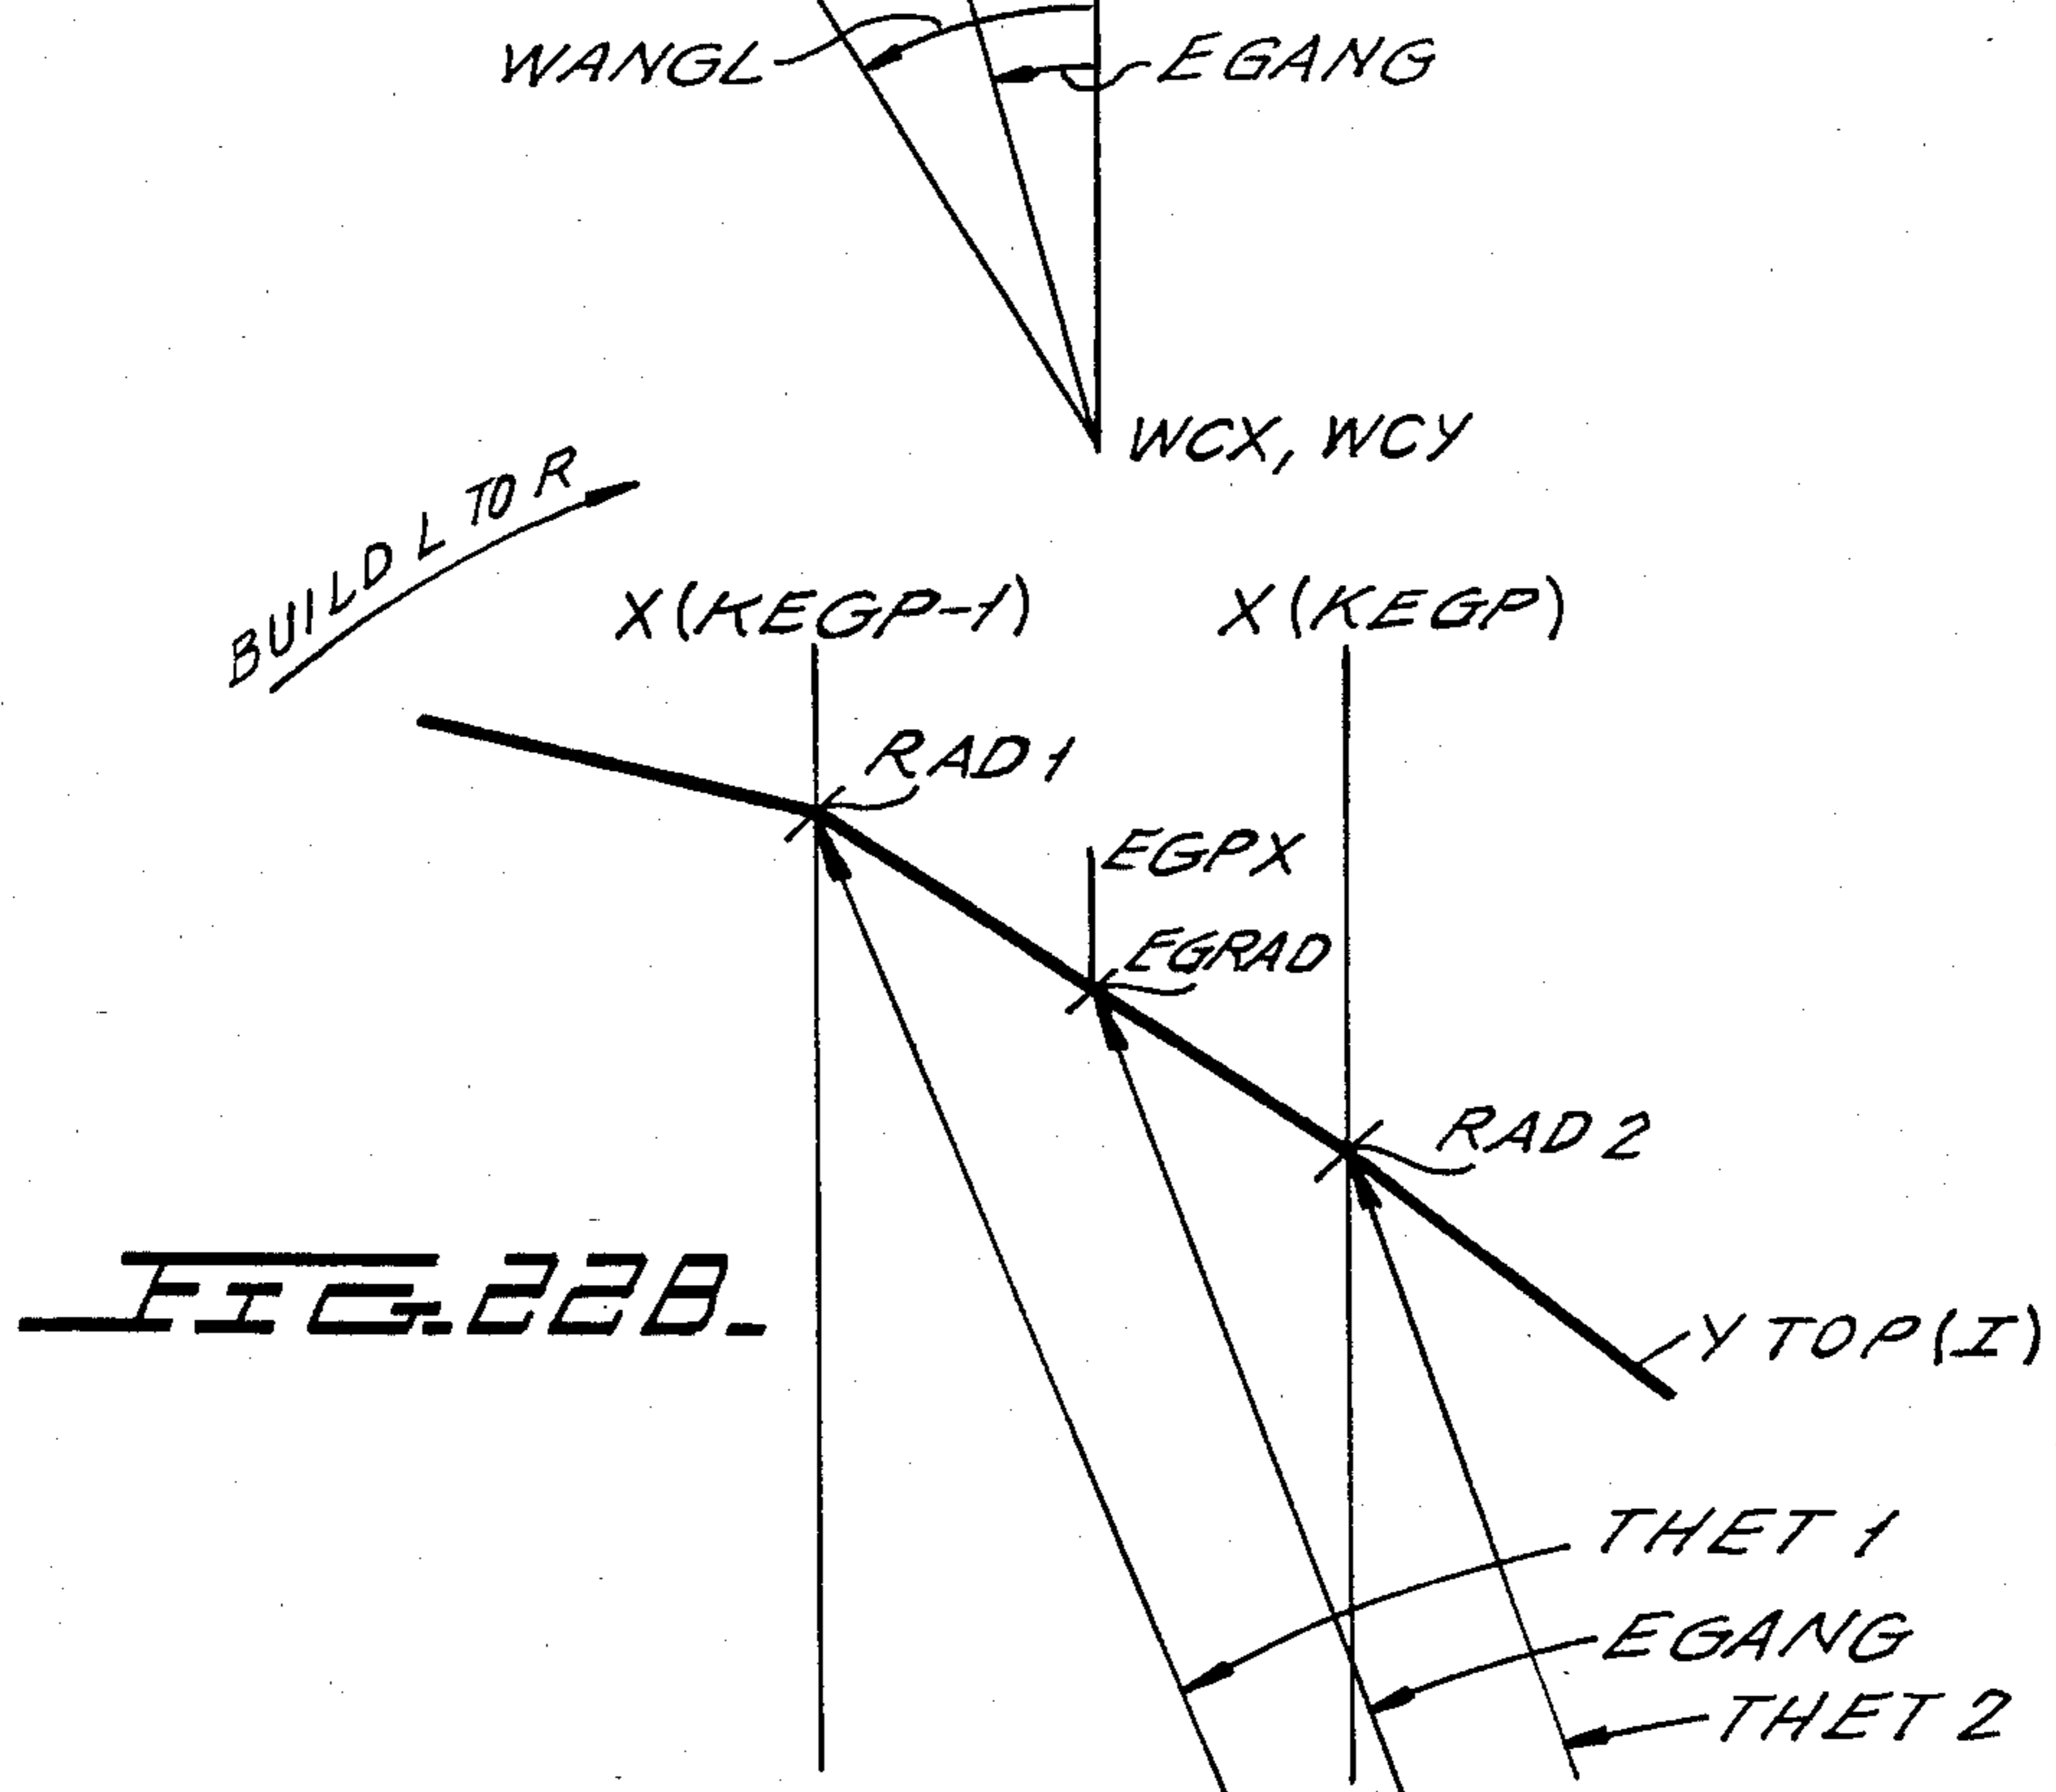 WANGL
EGANG
WCX, WCY
BUILD L TO R
X(KEGP-1)
X(KEGP)
RAD 1
EGPX
EGRAD
RAD 2
FIG. 22B.
Y TOP(I)
THET 1
EGANG
THET 2